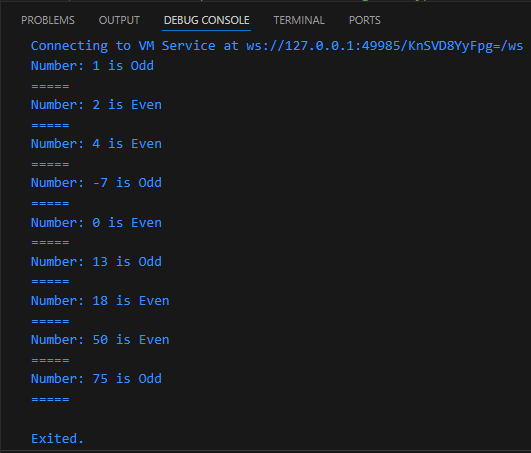 PROBLEMS OUTPUT DEBUG CONSOLE TERMINAL PORTS
Connecting to VM Service at ws://127.0.0.1:49985/KnSVD8YyFpg=/ws
Number: 1 is Odd
=====
Number: 2 is Even
=====
Number: 4 is Even
=====
Number: -7 is Odd
=====
Number: 0 is Even
=====
Number: 13 is Odd
=====
Number: 18 is Even
=====
Number: 50 is Even
=====
Number: 75 is Odd
=====
Exited.